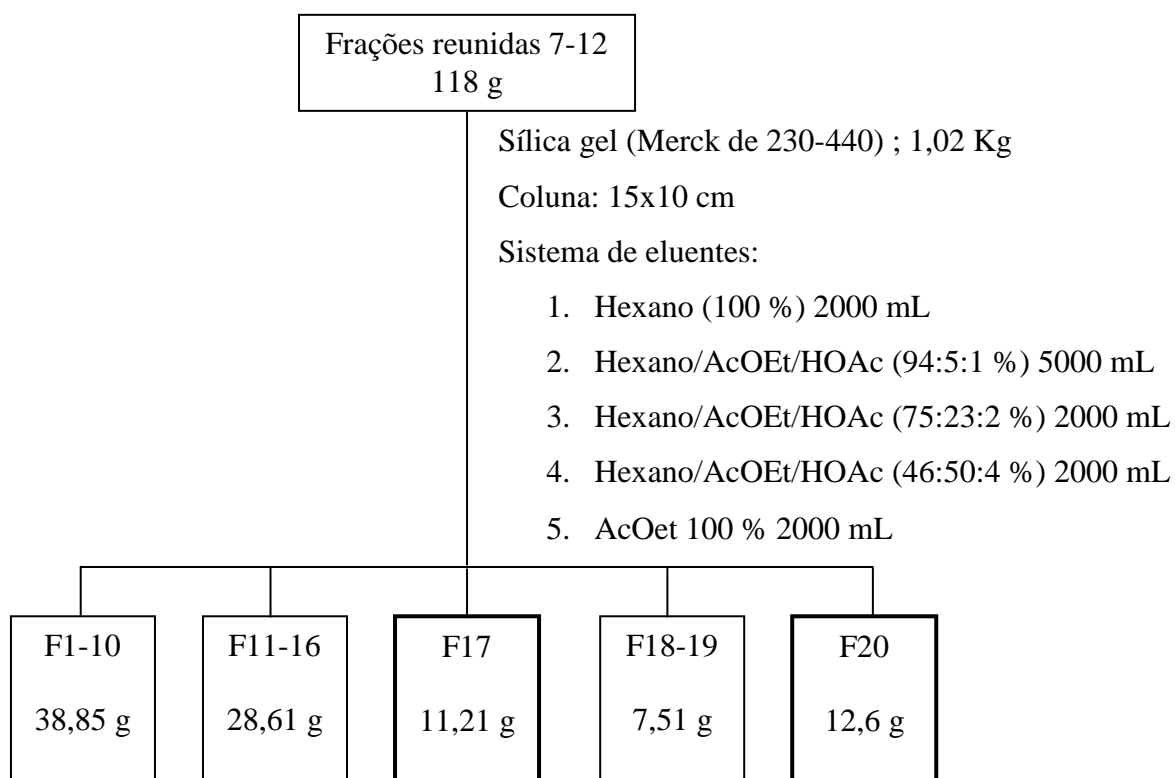 Frações reunidas 7-12
118 g
Sílica gel (Merck de 230-440) ; 1,02 Kg
Coluna: 15x10 cm
Sistema de eluentes:
1. Hexano (100 %) 2000 mL
2. Hexano/AcOEt/HOAc (94:5:1 %) 5000 mL
3. Hexano/AcOEt/HOAc (75:23:2 %) 2000 mL
4. Hexano/AcOEt/HOAc (46:50:4 %) 2000 mL
5. AcOet 100 % 2000 mL
F1-10
38,85 g
F11-16
28,61 g
F17
11,21 g
F18-19
7,51 g
F20
12,6 g